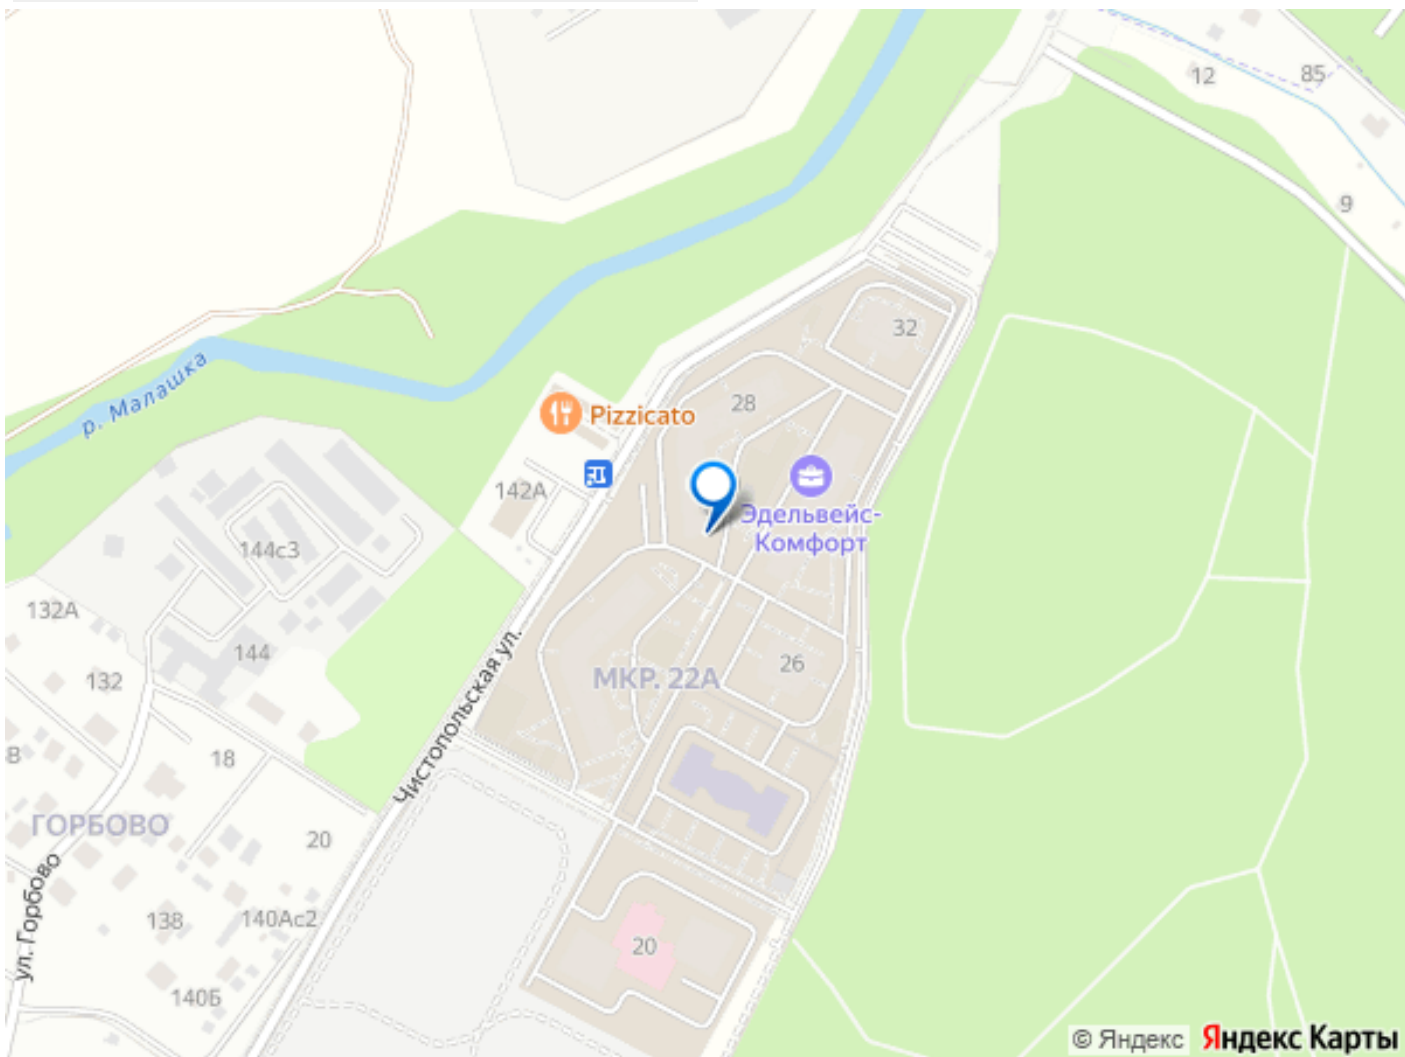 12
85
9
32
р. Малашка
28
Pizzicato
142А
Эдельвейс-
Комфорт
144с3
132А
144
132
Чистопольская ул.
МКР. 22А
26
В
18
ГОРБОВО
20
ул. Горбово
138
140Ас2
20
140Б
© Яндекс Яндекс Карты